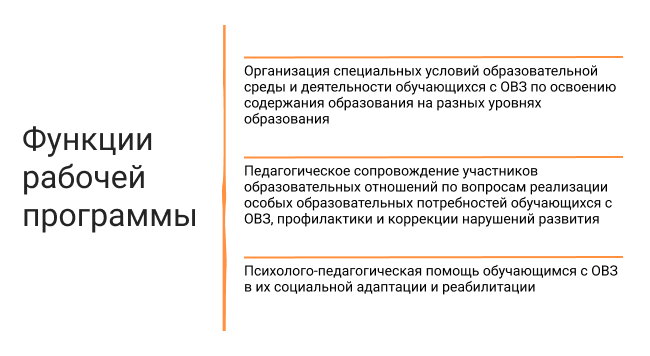 Функции
рабочей
программы
Организация специальных условий образовательной
среды и деятельности обучающихся с ОВЗ по освоению
содержания образования на разных уровнях
образования
Педагогическое сопровождение участников
образовательных отношений по вопросам реализации
особых образовательных потребностей обучающихся с
ОВЗ, профилактики и коррекции нарушений развития
Психолого-педагогическая помощь обучающимся с ОВЗ
в их социальной адаптации и реабилитации